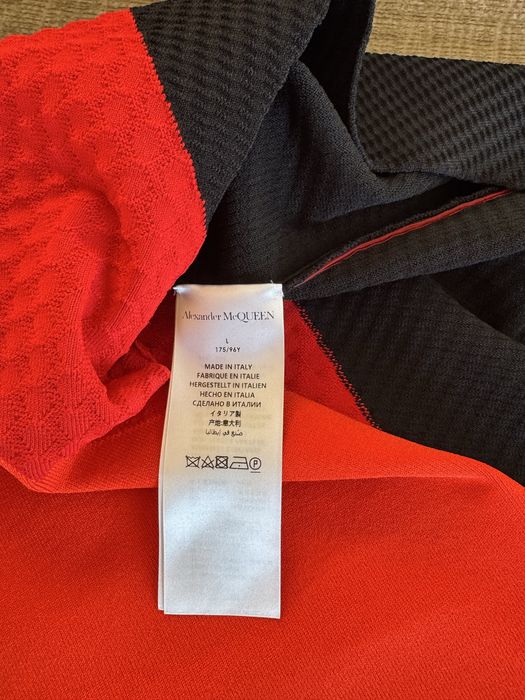 Alexander McQUEEN
L
175/96Y
MADE IN ITALY
FABRIQUE EN ITALIE
HERGESTELLT IN ITALIEN
HECHO EN ITALIA
СДЕЛАНО В ИТАЛИИ
イタリア製
产地:意大利
صنع في إيطاليا
P